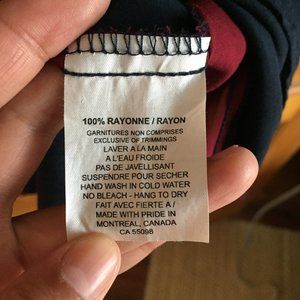 100% RAYONNE / RAYON
GARNITURES NON COMPRISES
EXCLUSIVE OF TRIMMINGS
LAVER A LA MAIN
A L'EAU FROIDE
PAS DE JAVELLISANT
SUSPENDRE POUR SECHER
HAND WASH IN COLD WATER
NO BLEACH - HANG TO DRY
FAIT AVEC FIERTE A /
MADE WITH PRIDE IN
MONTREAL, CANADA
CA 55098